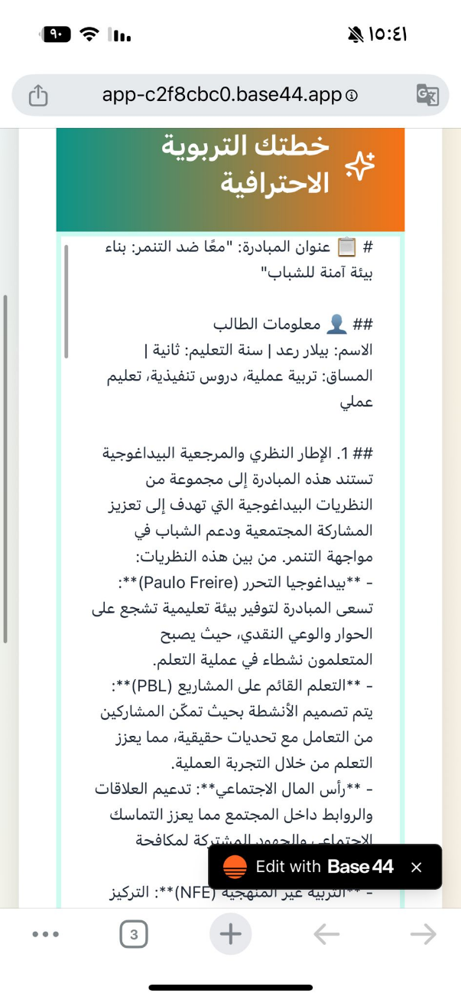 ١٥:٤١
٩٠
app-c2f8cbc0.base44.app
خطتك التربوية
الاحترافية
# 📋 عنوان المبادرة: "معًا ضد التنمر: بناء
بيئة آمنة للشباب"
## 👤 معلومات الطالب
الاسم: بيلار رعد | سنة التعليم: ثانية |
المساق: تربية عملية، دروس تنفيذية، تعليم
عملي
## 1. الإطار النظري والمرجعية البيداغوجية
تستند هذه المبادرة إلى مجموعة من
النظريات البيداغوجية التي تهدف إلى تعزيز
المشاركة المجتمعية ودعم الشباب في
مواجهة التنمر. من بين هذه النظريات:
- **بيداغوجيا التحرر (Paulo Freire)**:
تسعى المبادرة لتوفير بيئة تعليمية تشجع على
الحوار والوعي النقدي، حيث يصبح
المتعلمون نشطاء في عملية التعلم.
- **التعلم القائم على المشاريع (PBL)**:
يتم تصميم الأنشطة بحيث تمكّن المشاركين
من التعامل مع تحديات حقيقية، مما يعزز
التعلم من خلال التجربة العملية.
- **رأس المال الاجتماعي**: تدعيم العلاقات
والروابط داخل المجتمع مما يعزز التماسك
الاجتماعي والجهود المشتركة لمكافحة
Edit with Base44 ×
- **التربية غير المنهجية (NFE)**: التركيز
3